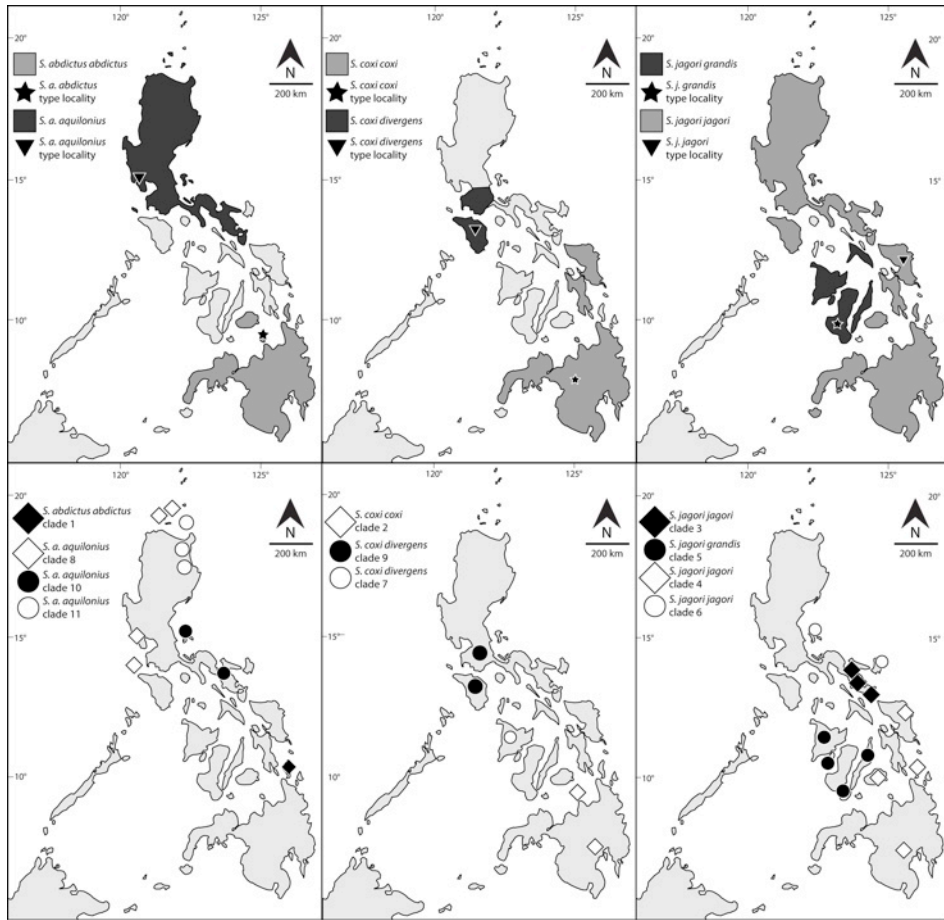 120°
125°
20°
15°
10°
S. abdictus abdictus
S. a. abdictus
type locality
S. a. aquilonius
S. a. aquilonius
type locality
N
200 km
120°
125°
20°
15°
10°
S. coxi coxi
S. coxi coxi
type locality
S. coxi divergens
S. coxi divergens
type locality
N
200 km
120°
125°
20°
15°
10°
S. jagori grandis
S. j. grandis
type locality
S. jagori jagori
S. j. jagori
type locality
N
200 km
120°
125°
20°
15°
10°
S. abdictus abdictus
clade 1
S. a. aquilonius
clade 8
S. a. aquilonius
clade 10
S. a. aquilonius
clade 11
N
200 km
120°
125°
20°
15°
10°
S. coxi coxi
clade 2
S. coxi divergens
clade 9
S. coxi divergens
clade 7
N
200 km
120°
125°
20°
15°
10°
S. jagori jagori
clade 3
S. jagori grandis
clade 5
S. jagori jagori
clade 4
S. jagori jagori
clade 6
N
200 km